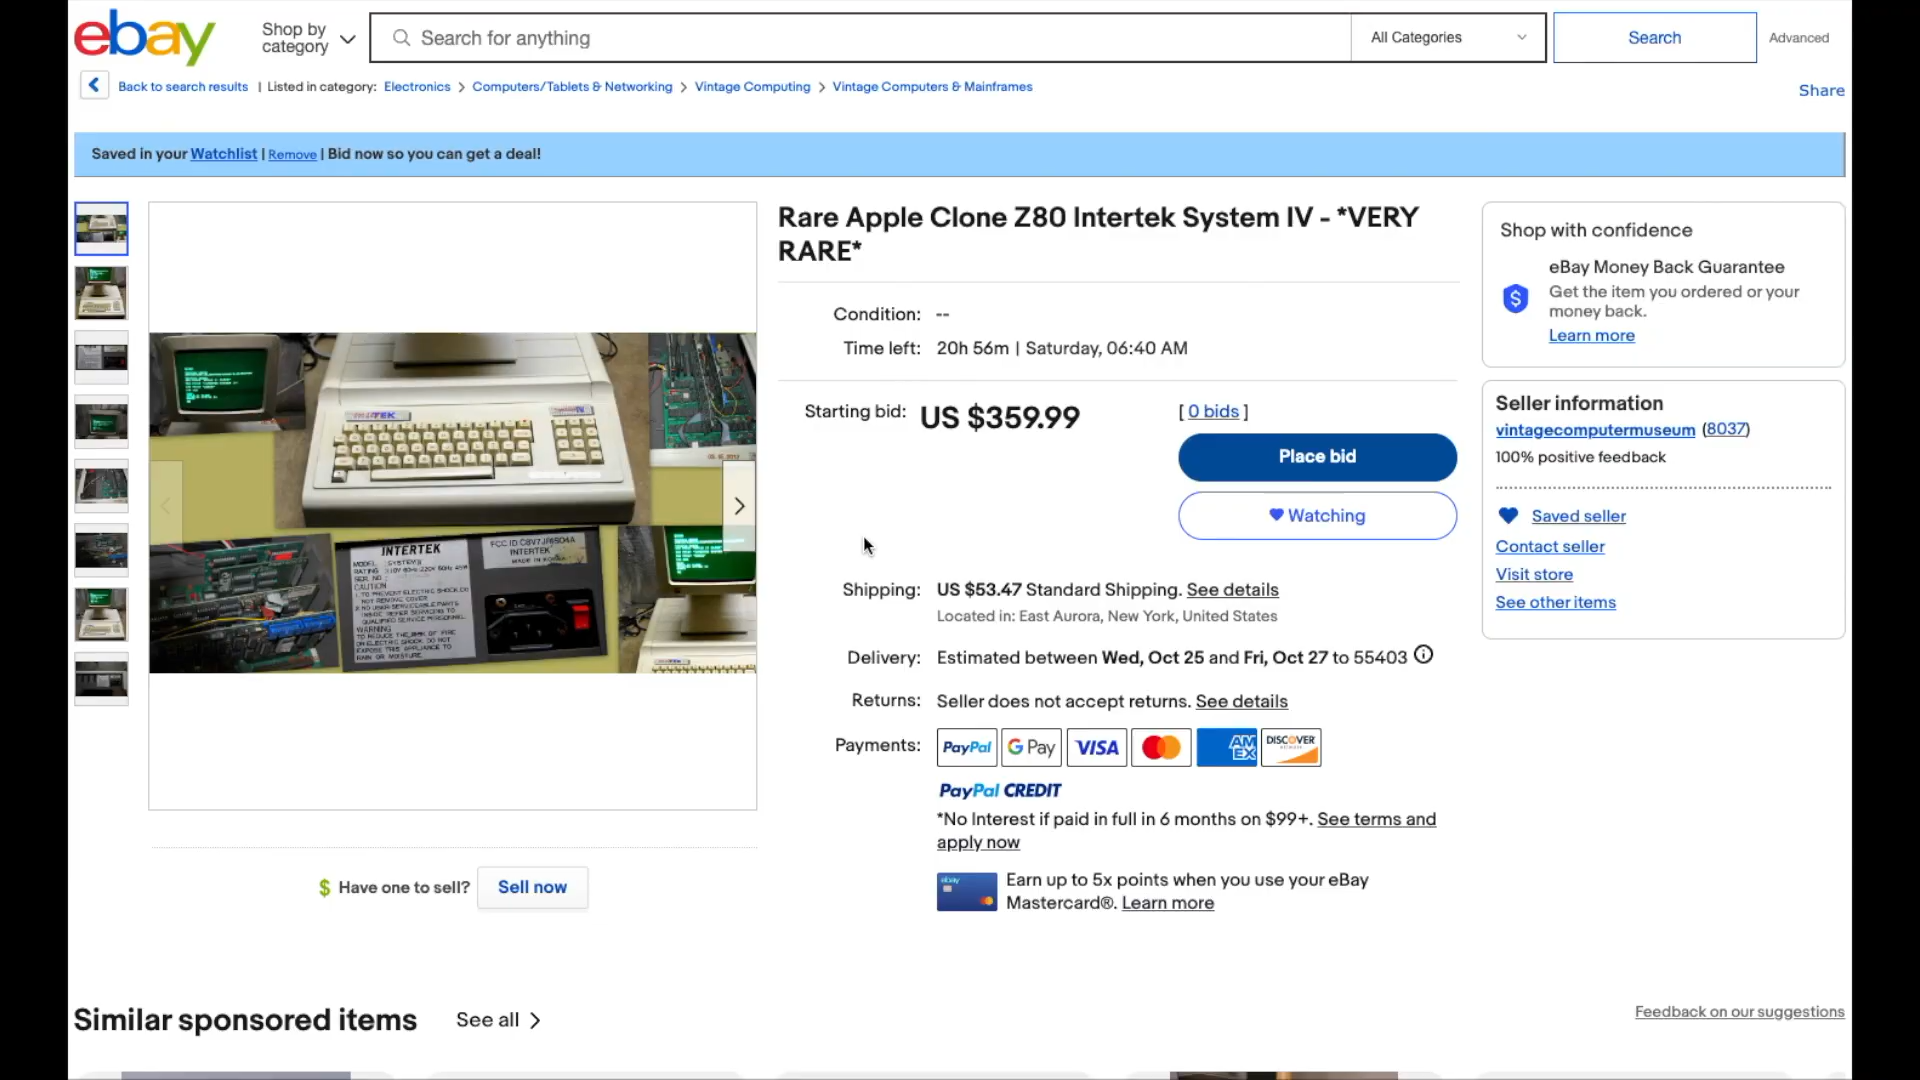 ebay
Shop by
category
Search for anything
All Categories
Search
Advanced
Back to search results | Listed in category: Electronics > Computers/Tablets & Networking > Vintage Computing > Vintage Computers & Mainframes
Share
Saved in your Watchlist | Remove | Bid now so you can get a deal!
Rare Apple Clone Z80 Intertek System IV - *VERY
RARE*
Condition: --
Time left: 20h 56m | Saturday, 06:40 AM
Starting bid: US $359.99
[ 0 bids ]
Place bid
Watching
Shipping: US $53.47 Standard Shipping. See details
Located in: East Aurora, New York, United States
Delivery: Estimated between Wed, Oct 25 and Fri, Oct 27 to 55403
Returns: Seller does not accept returns. See details
Payments: PayPal G Pay VISA AM EX DISCOVER
PayPal CREDIT
*No Interest if paid in full in 6 months on $99+. See terms and
apply now
ebay
Earn up to 5x points when you use your eBay
Mastercard®. Learn more
Shop with confidence
eBay Money Back Guarantee
Get the item you ordered or your
money back.
Learn more
Seller information
vintagecomputermuseum (8037)
100% positive feedback
Saved seller
Contact seller
Visit store
See other items
INTERTEK
CAUTION
WARNING
INTERTEK
$ Have one to sell? Sell now
Similar sponsored items
See all >
Feedback on our suggestions